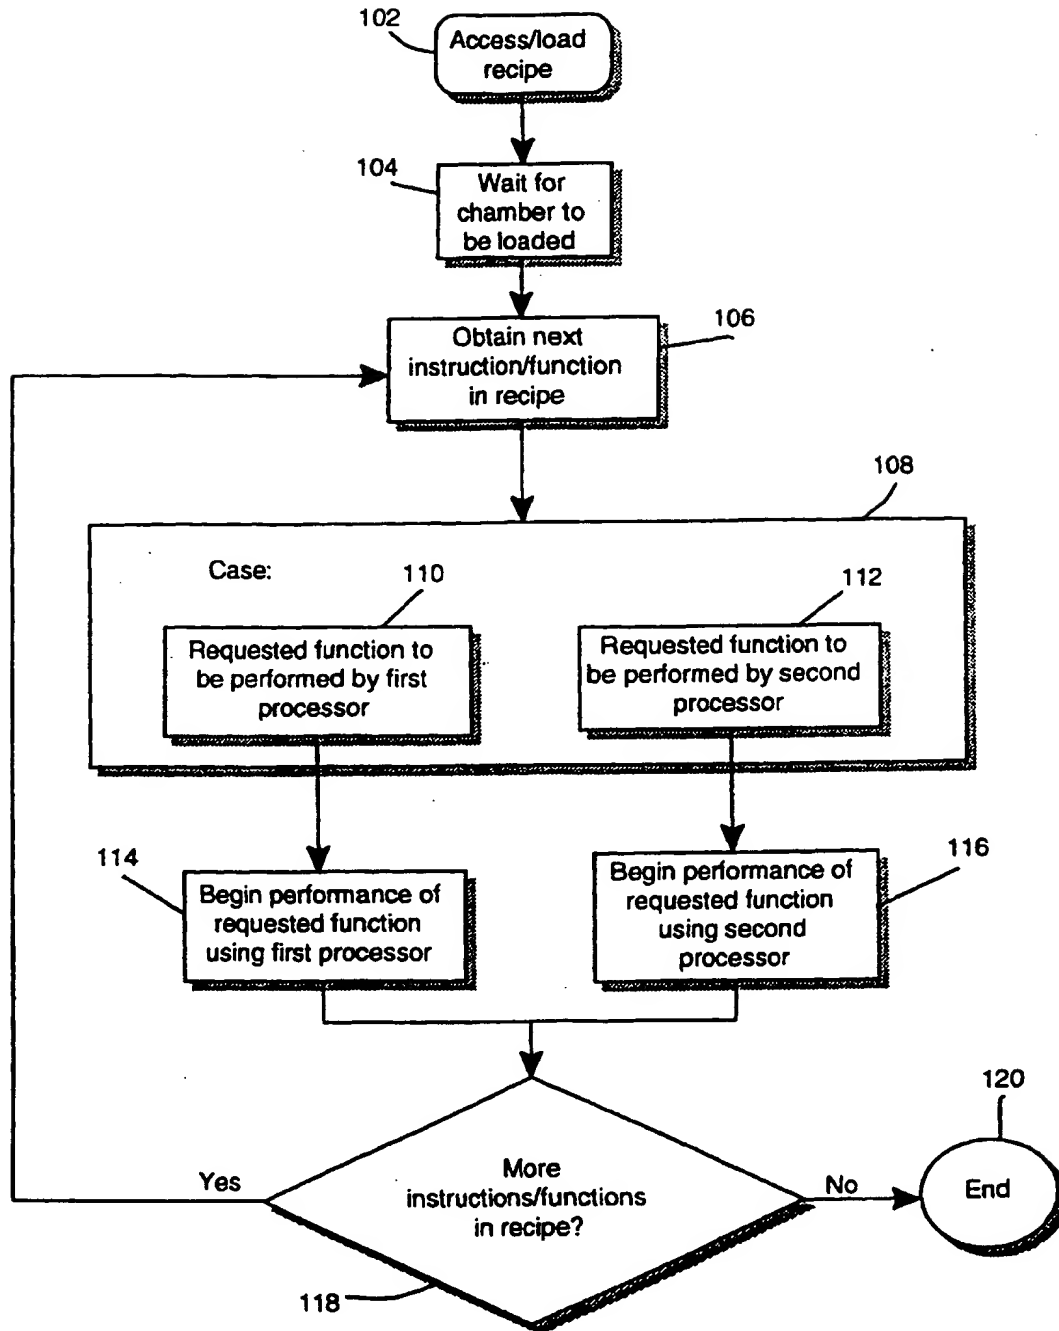 102
Access/load
recipe
104
Wait for
chamber to
be loaded
106
Obtain next
instruction/function
in recipe
108
Case:
110
112
Requested function to
be performed by first
processor
Requested function to
be performed by second
processor
114
Begin performance of
requested function
using first processor
116
Begin performance of
requested function
using second
processor
120
Yes
More
instructions/functions
in recipe?
No
End
118